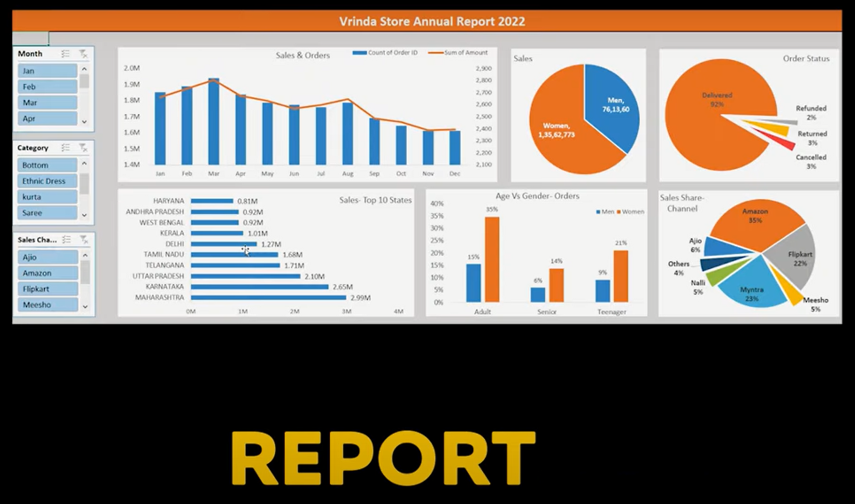 Vrinda Store Annual Report 2022
Month
Jan
Feb
Mar
Apr
Category
Bottom
Ethnic Dress
kurta
Saree
Sales Cha...
Ajio
Amazon
Flipkart
Meesho
Sales & Orders
Count of Order ID
Sum of Amount
2.0M
1.9M
1.8M
1.7M
1.6M
1.5M
1.4M
2,900
2,800
2,700
2,600
2,500
2,400
2,300
2,200
2,100
Jan Feb Mar Apr May Jun Jul Aug Sep Oct Nov Dec
Sales
Men,
76,13,60
Women,
1,35,62,773
Order Status
Delivered
92%
Refunded
2%
Returned
3%
Cancelled
3%
Sales- Top 10 States
HARYANA 0.81M
ANDHRA PRADESH 0.92M
WEST BENGAL 0.92M
KERALA 1.01M
DELHI 1.27M
TAMIL NADU 1.68M
TELANGANA 1.71M
UTTAR PRADESH 2.10M
KARNATAKA 2.65M
MAHARASHTRA 2.99M
0M 1M 2M 3M 4M
Age Vs Gender- Orders
Men Women
40%
35%
30%
25%
20%
15%
10%
5%
0%
15% 35%
6% 14%
9% 21%
Adult Senior Teenager
Sales Share-
Channel
Amazon
35%
Ajio
6%
Others
4%
Nalli
5%
Myntra
23%
Flipkart
22%
Meesho
5%
REPORT